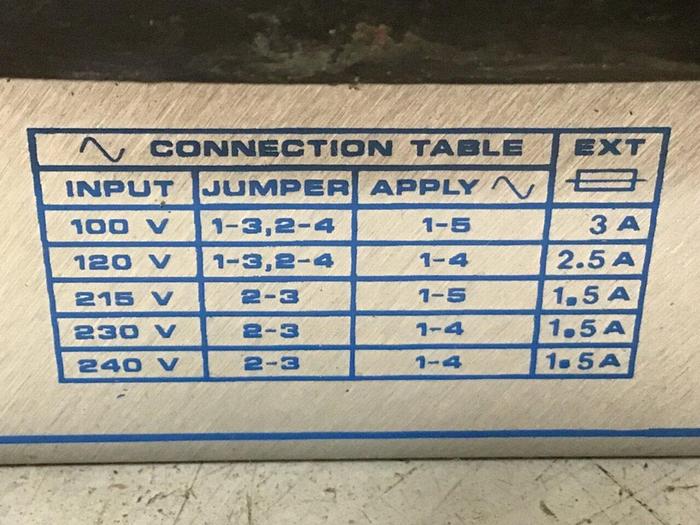 CONNECTION TABLE EXT
INPUT JUMPER APPLY
100 V 1-3,2-4 1-5 3 A
120 V 1-3,2-4 1-4 2.5 A
215 V 2-3 1-5 1.5 A
230 V 2-3 1-4 1.5 A
240 V 2-3 1-4 1.5 A